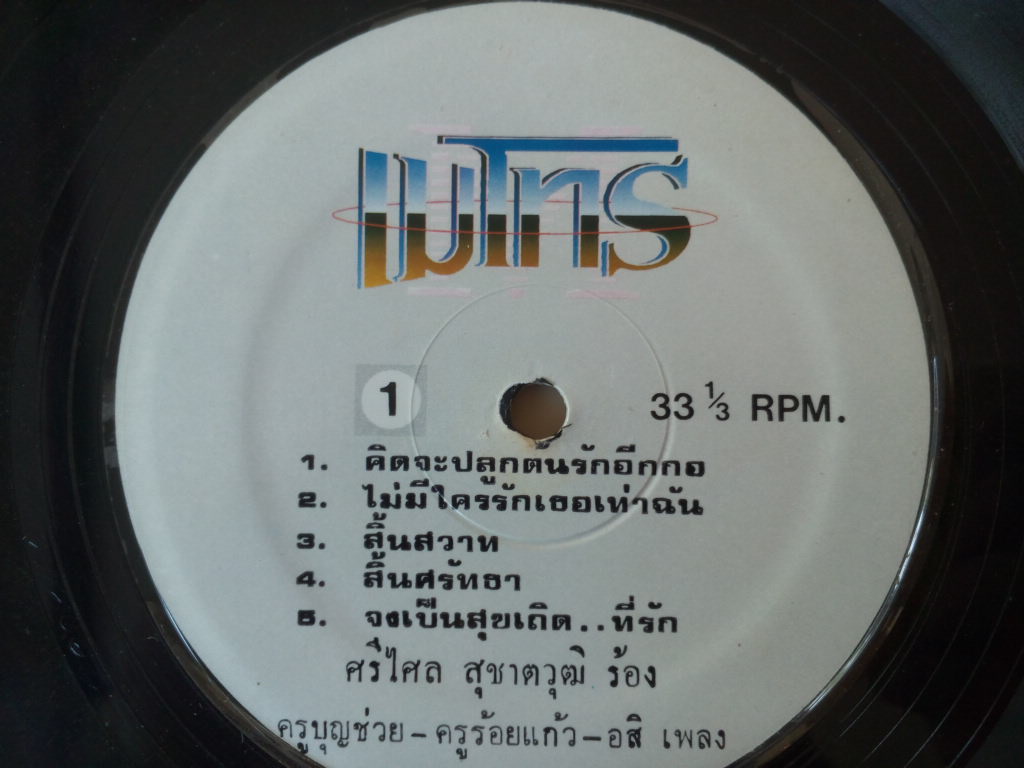 แม่ไทร
1
33 ⅓ RPM.
1. คิดจะปลูกตนรักอีกกอ
2. ไม่มีใครรักเธอเท่าฉัน
3. สิ้นสวาท
4. สิ้นศรัทธา
5. จงเป็นสุขเถิด..ที่รัก
ศรีไศล สุชาตวุฒิ ร้อง
ครูบุญช่วย-ครูร้อยแก้ว-อสิ เพลง